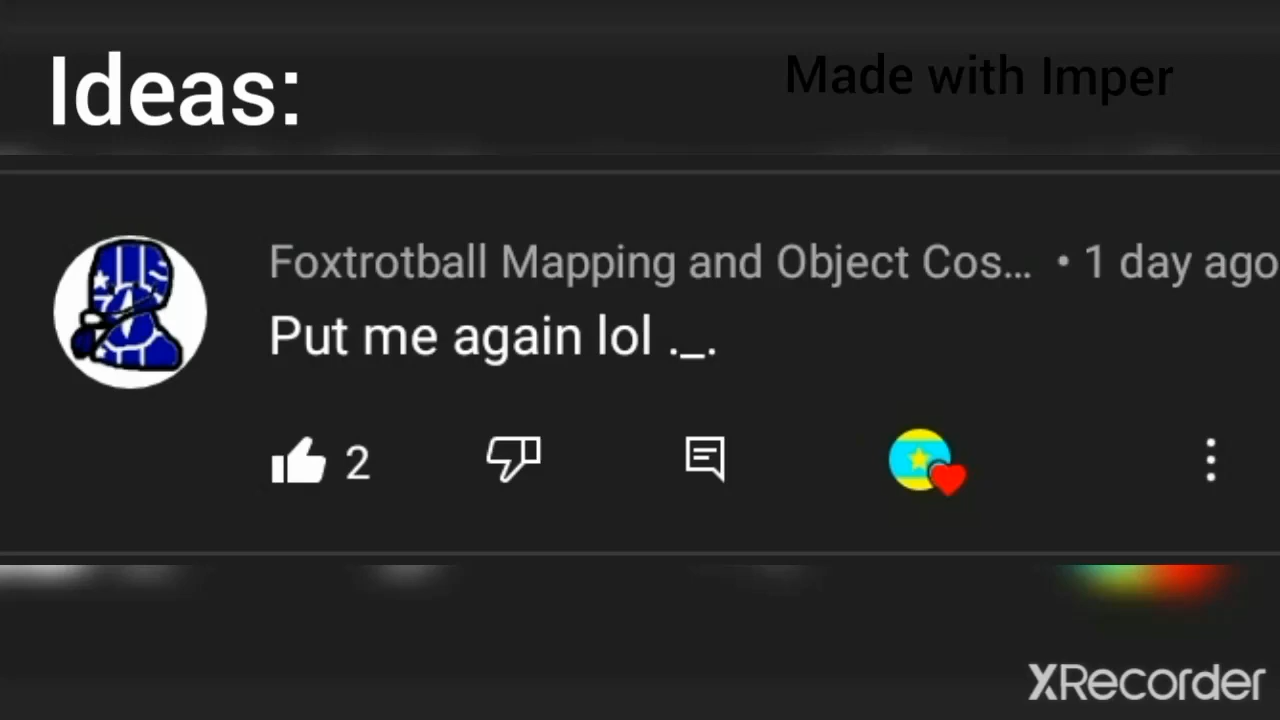 Ideas:
Made with Imper
Foxtrotball Mapping and Object Cos... • 1 day ago
Put me again lol ._.
2
XRecorder